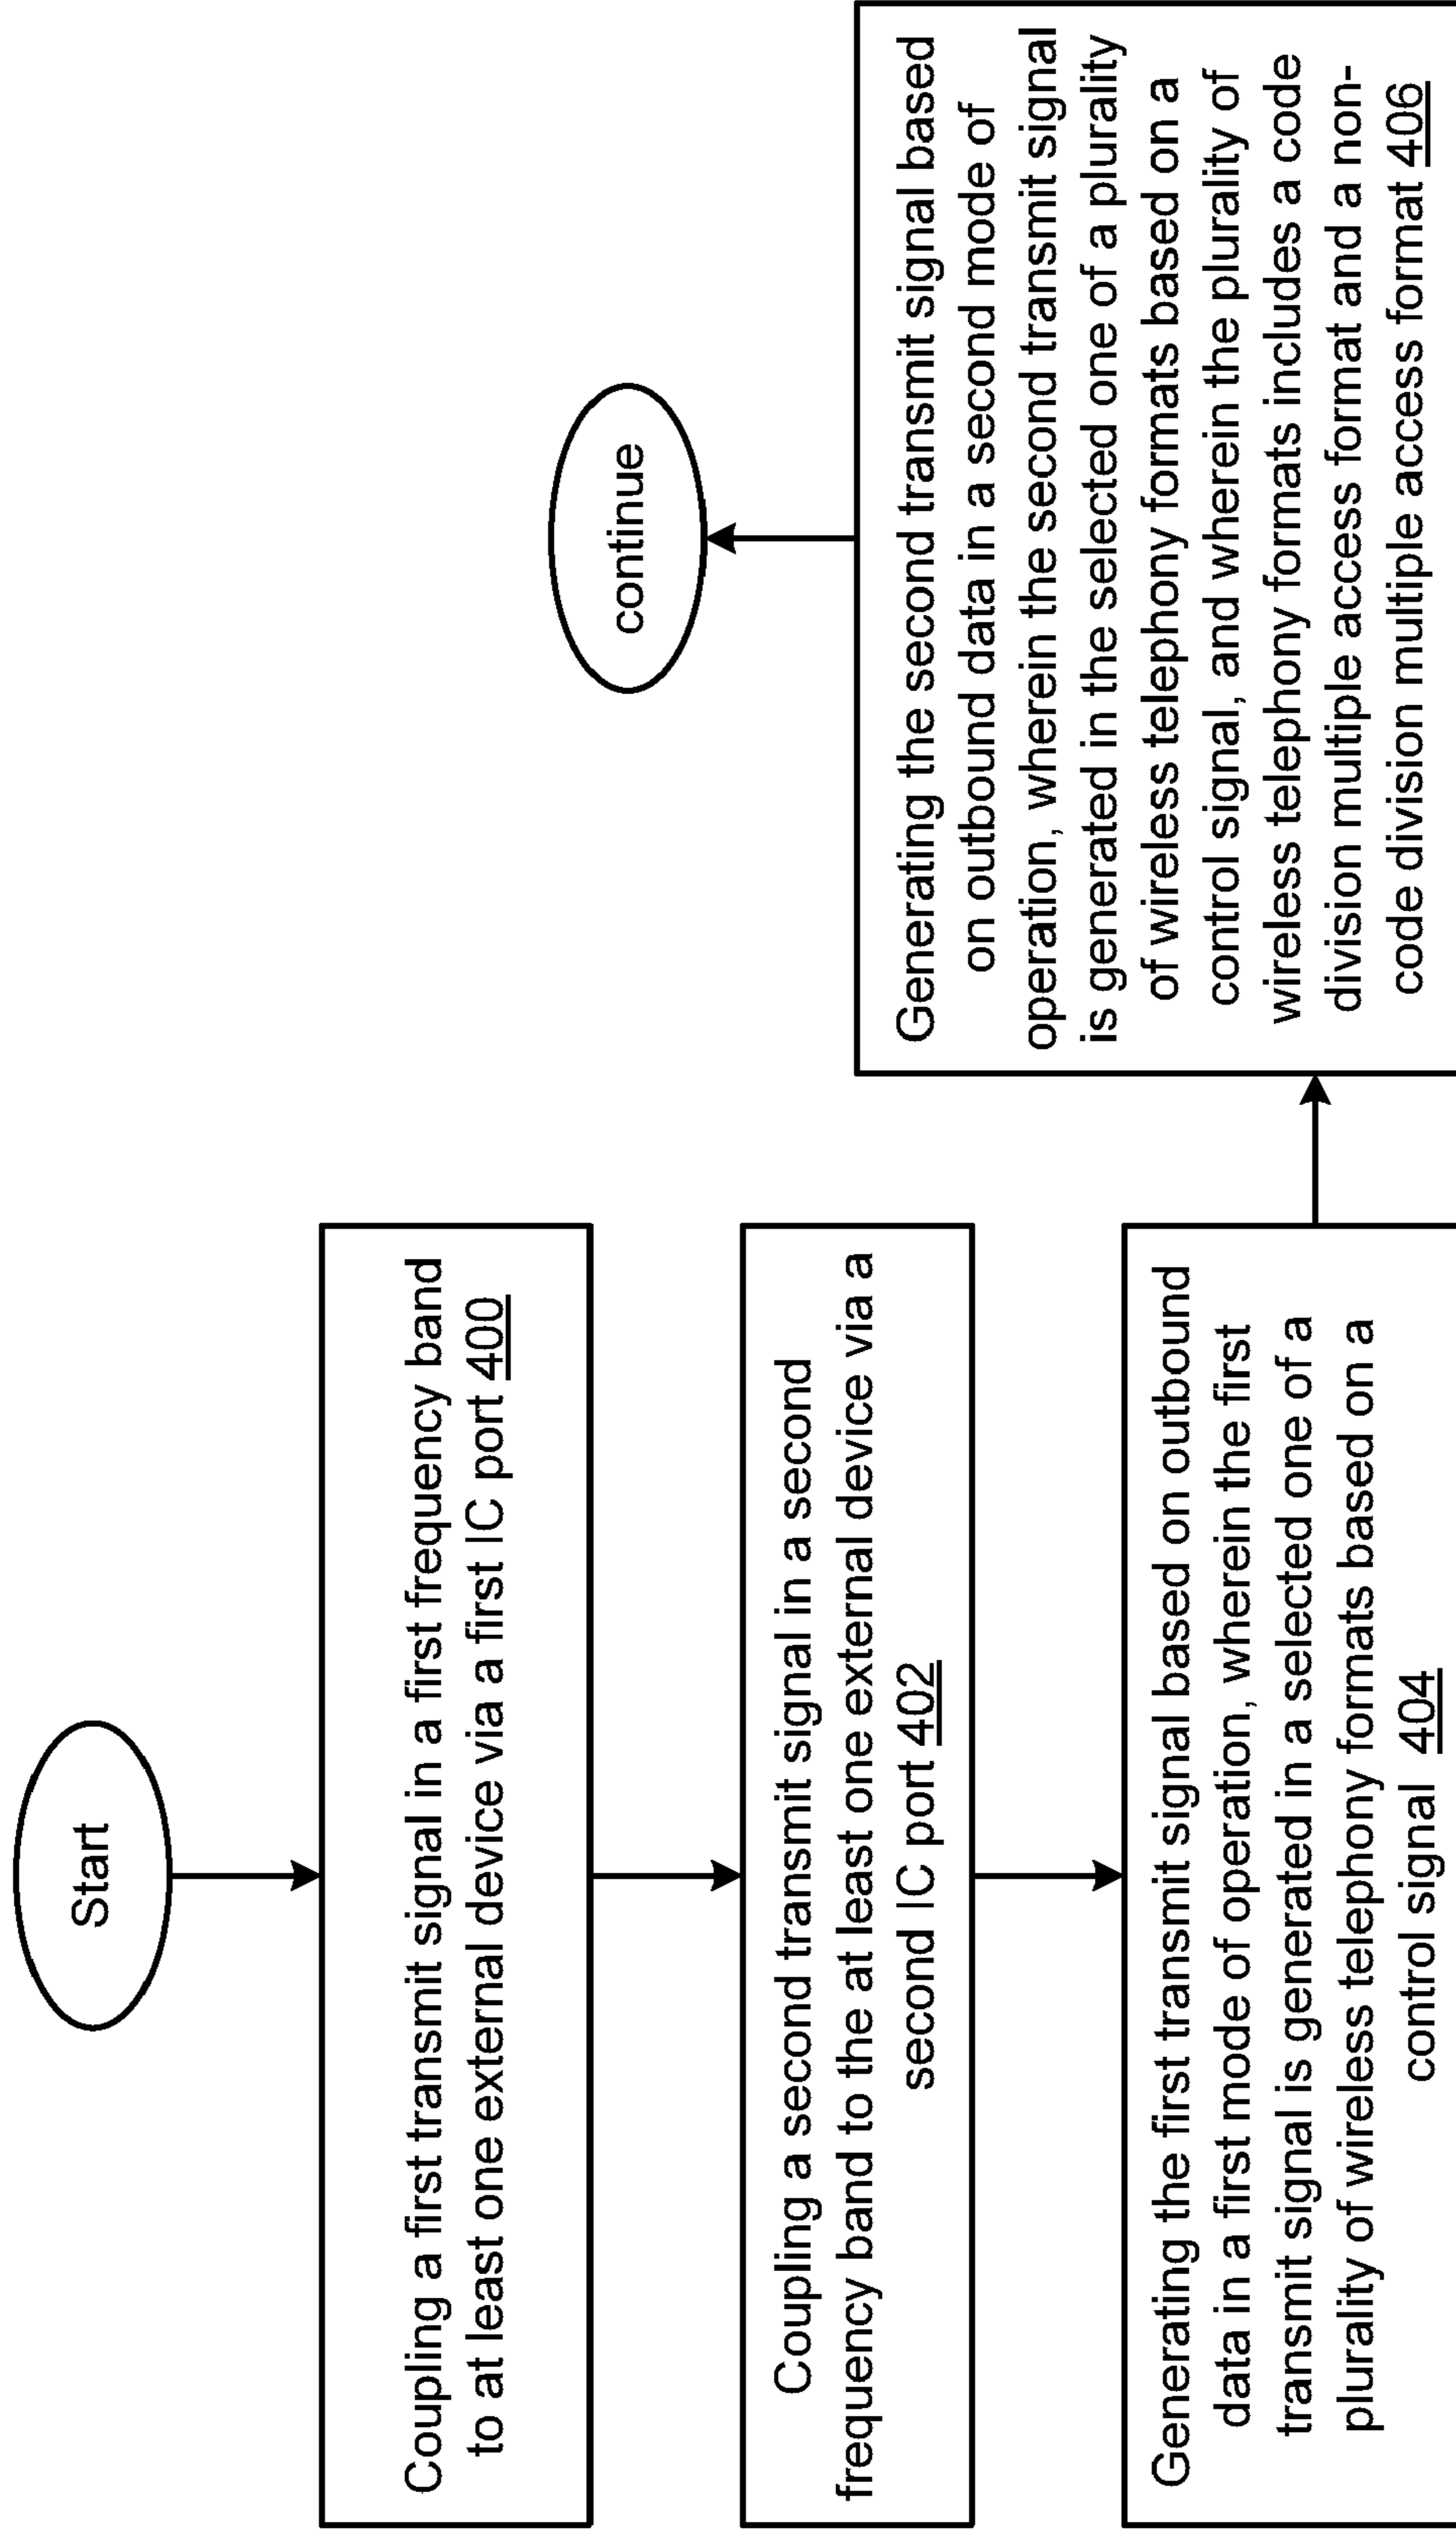 Start
Coupling a first transmit signal in a first frequency band
to at least one external device via a first IC port 400
Coupling a second transmit signal in a second
frequency band to the at least one external device via a
second IC port 402
Generating the first transmit signal based on outbound
data in a first mode of operation, wherein the first
transmit signal is generated in a selected one of a
plurality of wireless telephony formats based on a
control signal 404
Generating the second transmit signal based
on outbound data in a second mode of
operation, wherein the second transmit signal
is generated in the selected one of a plurality
of wireless telephony formats based on a
control signal, and wherein the plurality of
wireless telephony formats includes a code
division multiple access format and a non-
code division multiple access format 406
continue